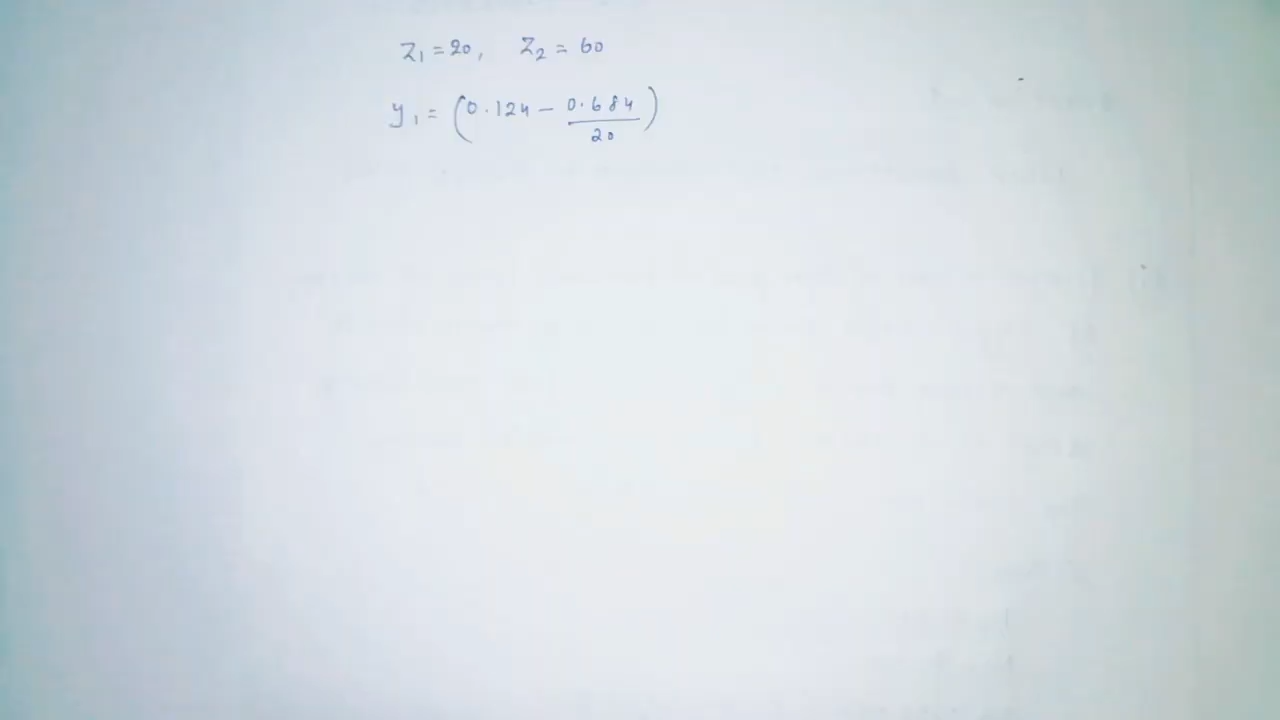 Z₁ = 20, Z₂ = 60
y₁ = (0.124 − 0.684/20)